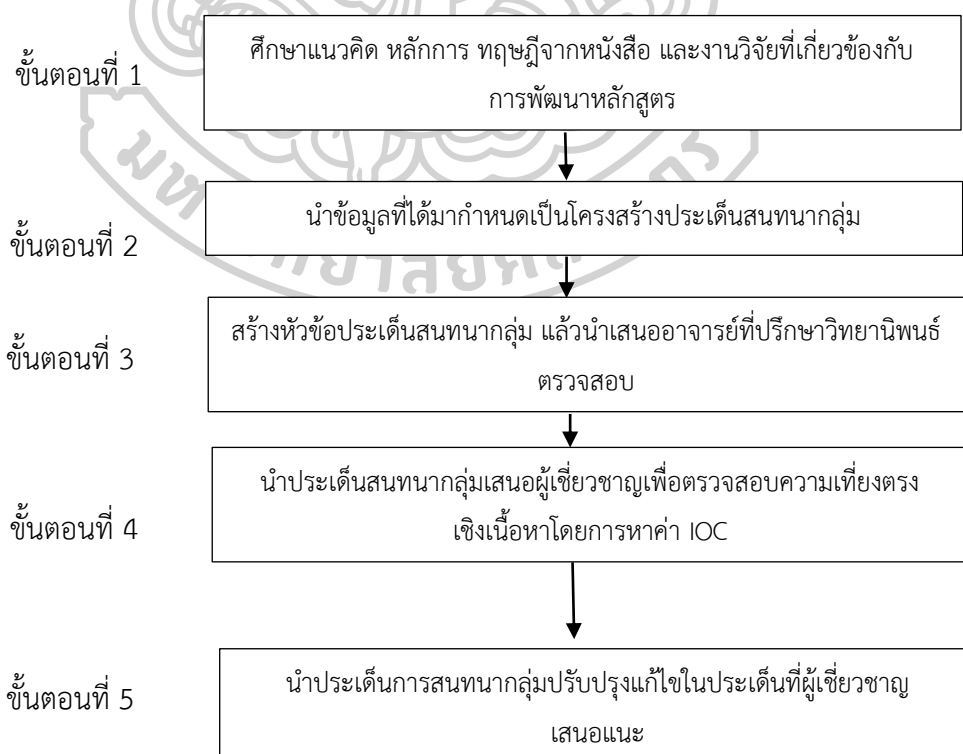 ขั้นตอนที่ 1
ศึกษาแนวคิด หลักการ ทฤษฎีจากหนังสือ และงานวิจัยที่เกี่ยวข้องกับ
การพัฒนาหลักสูตร
ขั้นตอนที่ 2
นำข้อมูลที่ได้มากำหนดเป็นโครงสร้างประเด็นสนทนากลุ่ม
ขั้นตอนที่ 3
สร้างหัวข้อประเด็นสนทนากลุ่ม แล้วนำเสนออาจารย์ที่ปรึกษาวิทยานิพนธ์
ตรวจสอบ
ขั้นตอนที่ 4
นำประเด็นสนทนากลุ่มเสนอผู้เชี่ยวชาญเพื่อตรวจสอบความเที่ยงตรง
เชิงเนื้อหาโดยการหาค่า IOC
ขั้นตอนที่ 5
นำประเด็นการสนทนากลุ่มปรับปรุงแก้ไขในประเด็นที่ผู้เชี่ยวชาญ
เสนอแนะ